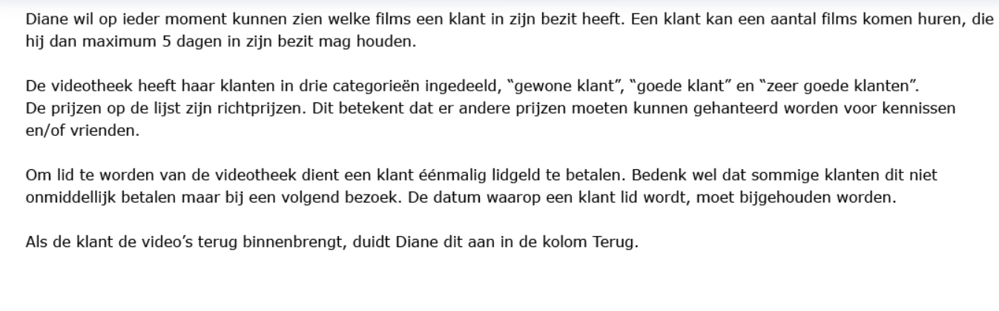 Diane wil op ieder moment kunnen zien welke films een klant in zijn bezit heeft. Een klant kan een aantal films komen huren, die
hij dan maximum 5 dagen in zijn bezit mag houden.
De videotheek heeft haar klanten in drie categorieën ingedeeld, “gewone klant”, “goede klant” en “zeer goede klanten”.
De prijzen op de lijst zijn richtprijzen. Dit betekent dat er andere prijzen moeten kunnen gehanteerd worden voor kennissen
en/of vrienden.
Om lid te worden van de videotheek dient een klant éénmalig lidgeld te betalen. Bedenk wel dat sommige klanten dit niet
onmiddellijk betalen maar bij een volgend bezoek. De datum waarop een klant lid wordt, moet bijgehouden worden.
Als de klant de video’s terug binnenbrengt, duidt Diane dit aan in de kolom Terug.